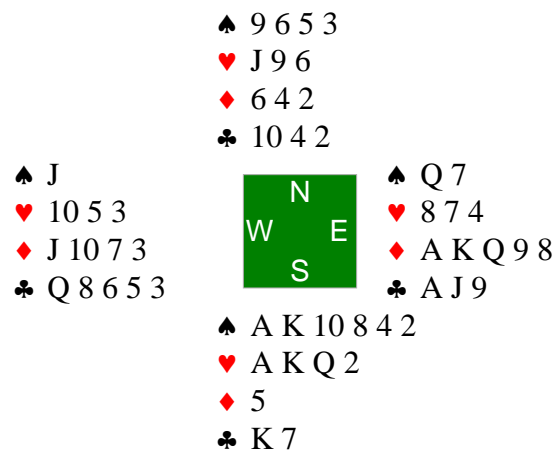 ♠ 9 6 5 3
♥ J 9 6
♦ 6 4 2
♣ 10 4 2
♠ J
♥ 10 5 3
♦ J 10 7 3
♣ Q 8 6 5 3
N
W E
S
♠ Q 7
♥ 8 7 4
♦ A K Q 9 8
♣ A J 9
♠ A K 10 8 4 2
♥ A K Q 2
♦ 5
♣ K 7